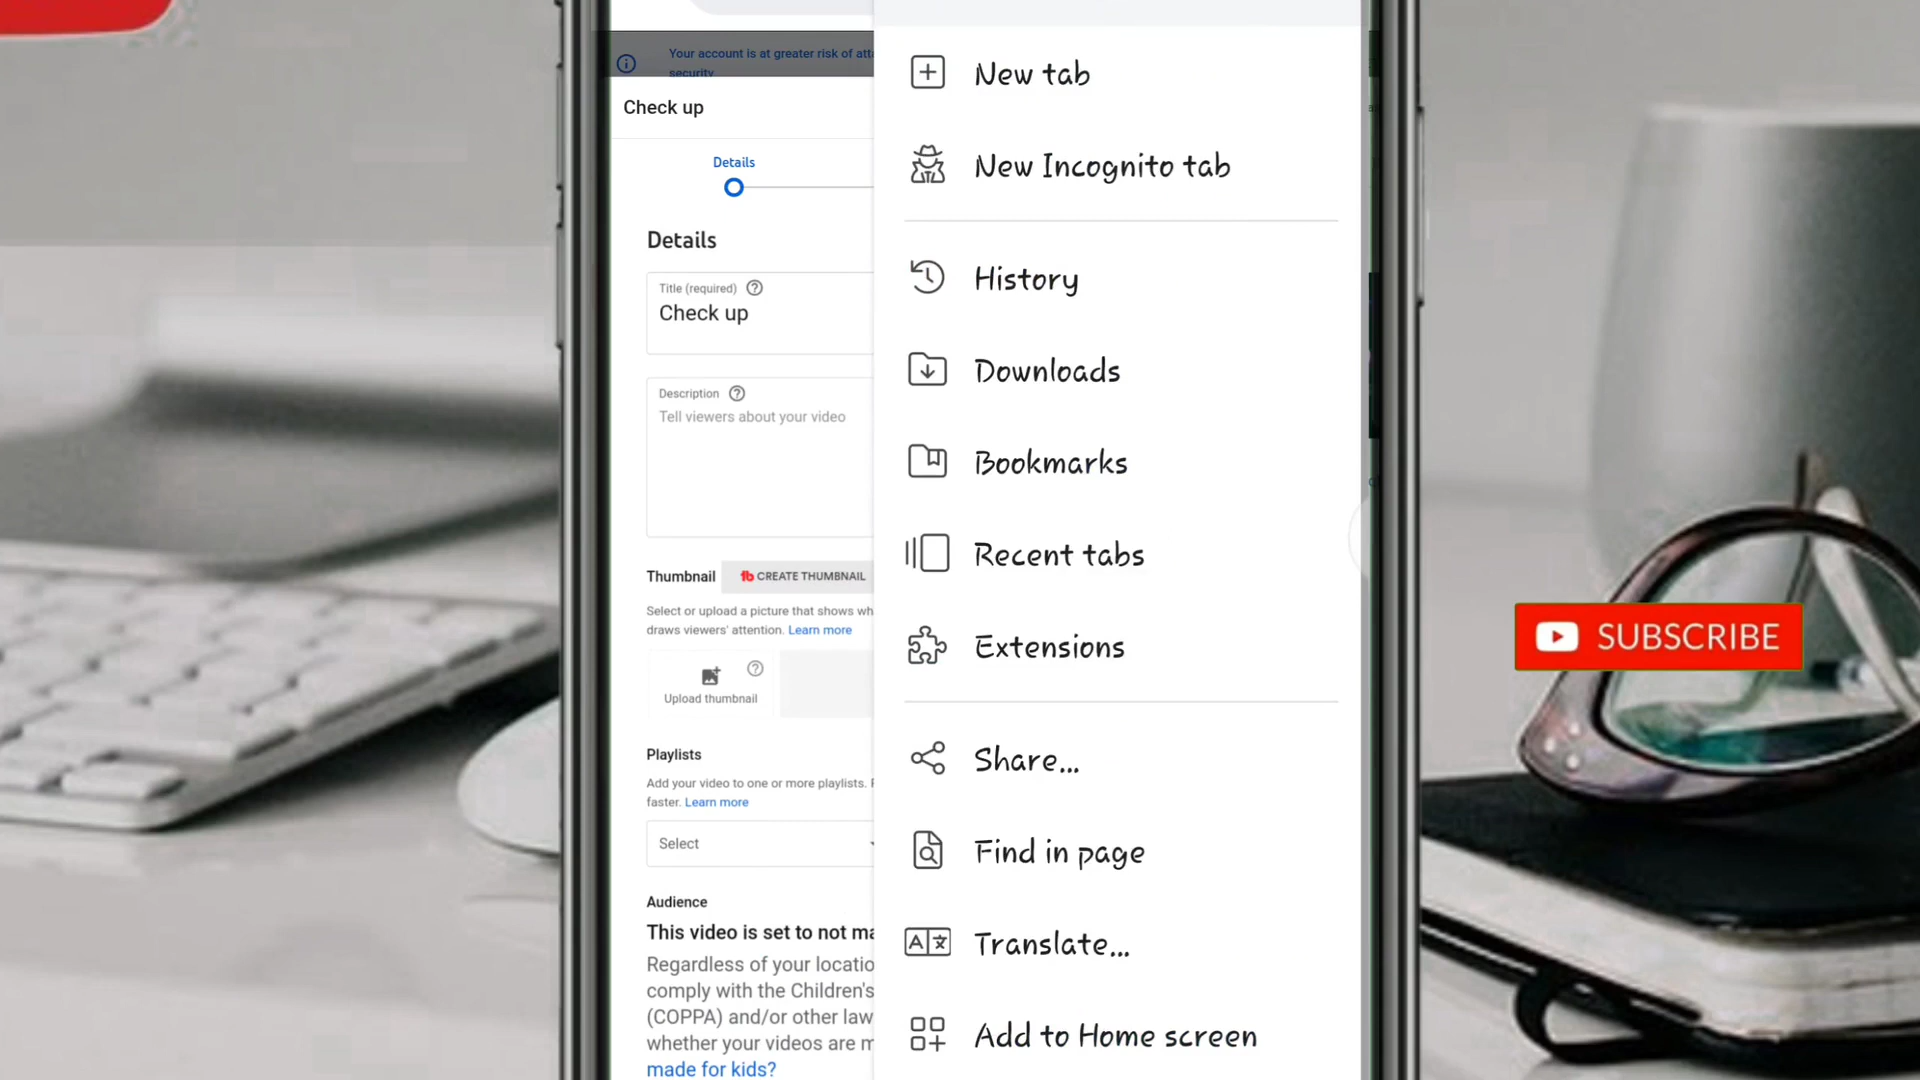 Your account is at greater risk of
security
Check up
Details
Details
Title (required)
Check up
Description
Tell viewers about your video
Thumbnail
CREATE THUMBNAIL
Select or upload a picture that shows
draws viewers' attention. Learn more
Upload thumbnail
Playlists
Add your video to one or more playlists.
faster. Learn more
Select
Audience
This video is set to not
Regardless of your
comply with the Children's
(COPPA) and/or other
whether your videos are
made for kids?
New tab
New Incognito tab
History
Downloads
Bookmarks
Recent tabs
Extensions
Share...
Find in page
Translate...
Add to Home screen
SUBSCRIBE